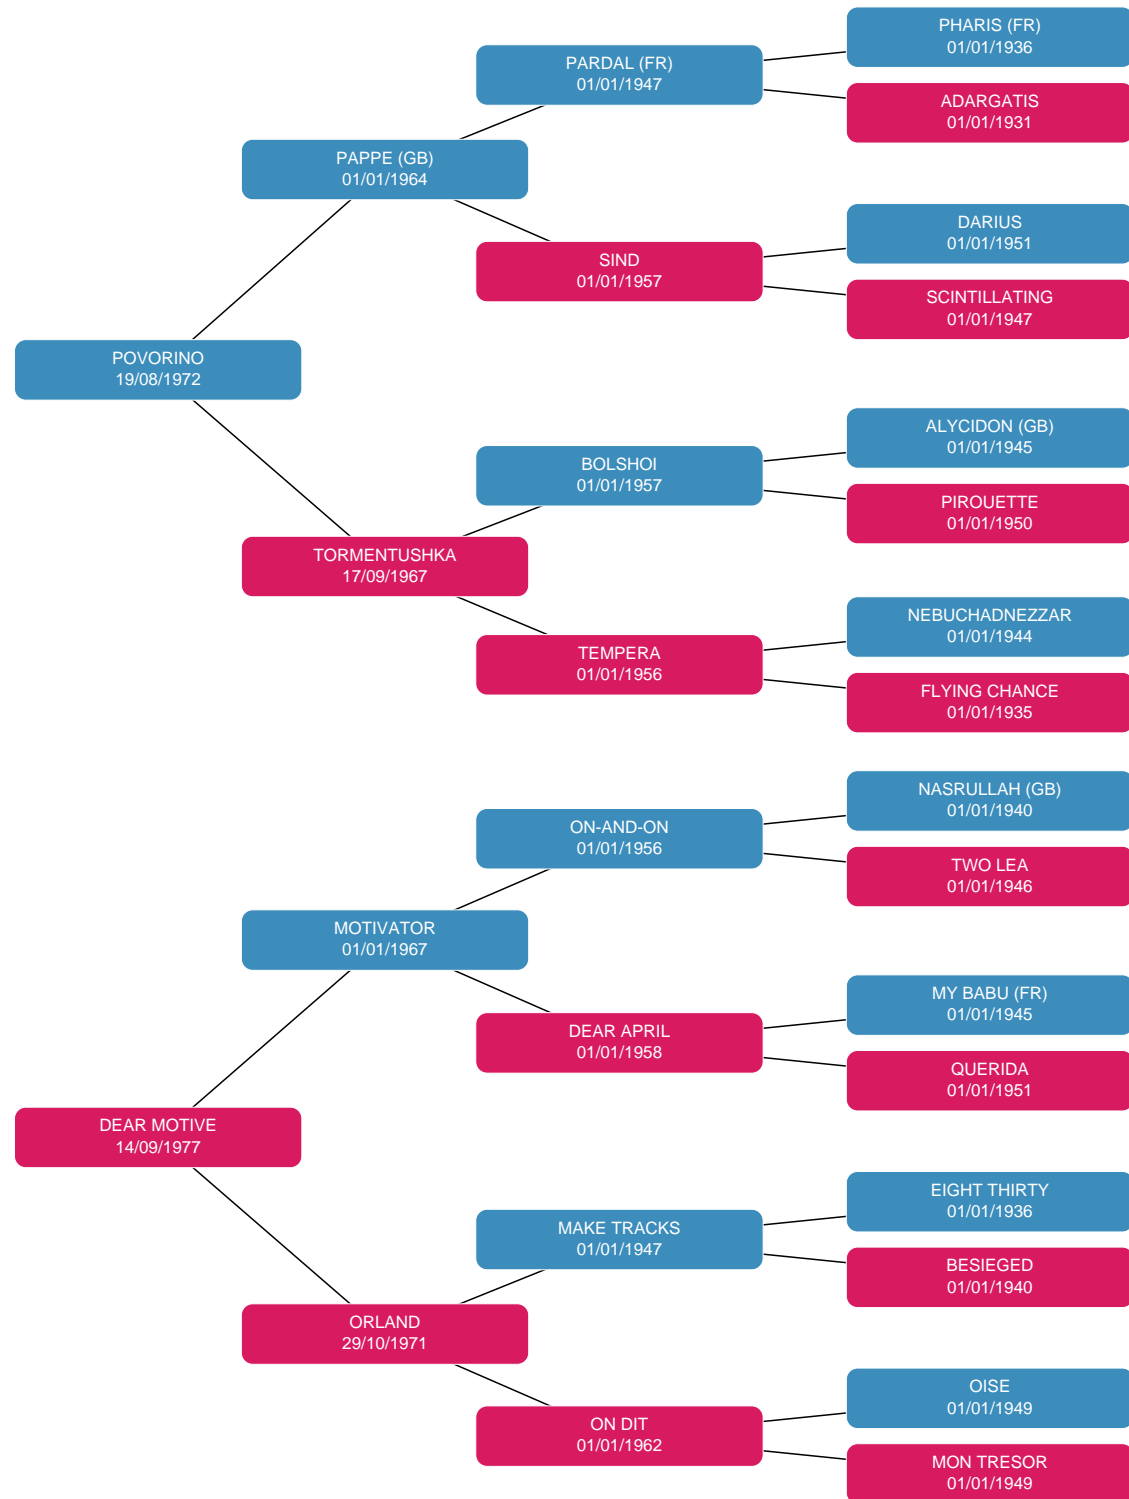 PHARIS (FR)
01/01/1936
PARDAL (FR)
01/01/1947
ADARGATIS
01/01/1931
PAPPE (GB)
01/01/1964
DARIUS
01/01/1951
SIND
01/01/1957
SCINTILLATING
01/01/1947
POVORINO
19/08/1972
ALYCIDON (GB)
01/01/1945
BOLSHOI
01/01/1957
PIROUETTE
01/01/1950
TORMENTUSHKA
17/09/1967
NEBUCHADNEZZAR
01/01/1944
TEMPERA
01/01/1956
FLYING CHANCE
01/01/1935
NASRULLAH (GB)
01/01/1940
ON-AND-ON
01/01/1956
TWO LEA
01/01/1946
MOTIVATOR
01/01/1967
MY BABU (FR)
01/01/1945
DEAR APRIL
01/01/1958
QUERIDA
01/01/1951
DEAR MOTIVE
14/09/1977
EIGHT THIRTY
01/01/1936
MAKE TRACKS
01/01/1947
BESIEGED
01/01/1940
ORLAND
29/10/1971
OISE
01/01/1949
ON DIT
01/01/1962
MON TRESOR
01/01/1949